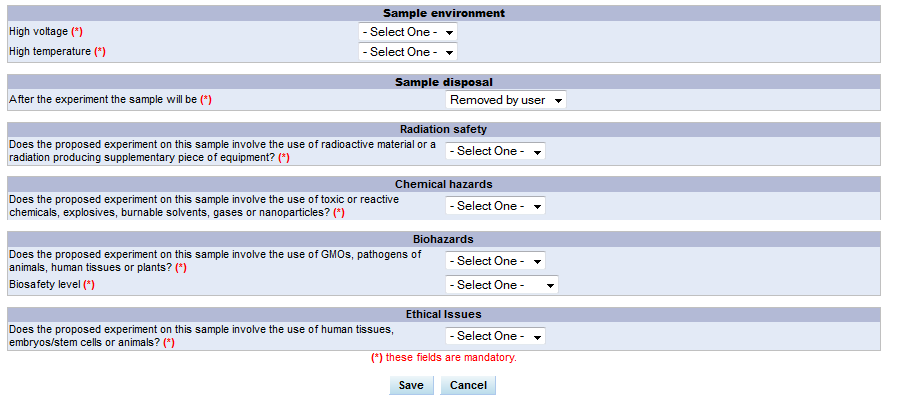 Sample environment
High voltage (*) - Select One -
High temperature (*) - Select One -
Sample disposal
After the experiment the sample will be (*) Removed by user
Radiation safety
Does the proposed experiment on this sample involve the use of radioactive material or a
radiation producing supplementary piece of equipment? (*) - Select One -
Chemical hazards
Does the proposed experiment on this sample involve the use of toxic or reactive
chemicals, explosives, burnable solvents, gases or nanoparticles? (*) - Select One -
Biohazards
Does the proposed experiment on this sample involve the use of GMOs, pathogens of
animals, human tissues or plants? (*) - Select One -
Biosafety level (*) - Select One -
Ethical Issues
Does the proposed experiment on this sample involve the use of human tissues,
embryos/stem cells or animals? (*) - Select One -
(*) these fields are mandatory.
Save Cancel